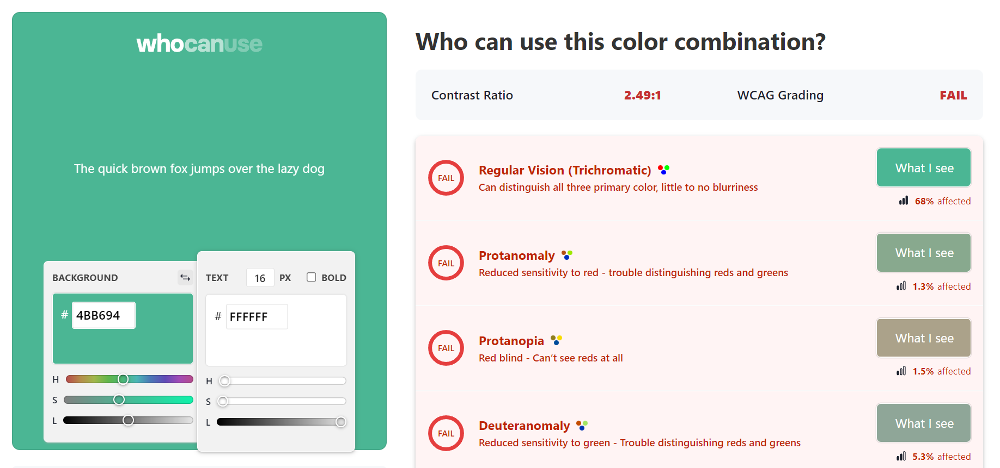 whocanuse
The quick brown fox jumps over the lazy dog
BACKGROUND
# 4BB694
H
S
L
TEXT 16 PX BOLD
# FFFFFF
H
S
L
Who can use this color combination?
Contrast Ratio 2.49:1 WCAG Grading FAIL
FAIL
Regular Vision (Trichromatic)
Can distinguish all three primary color, little to no blurriness
What I see
68% affected
FAIL
Protanomaly
Reduced sensitivity to red - trouble distinguishing reds and greens
What I see
1.3% affected
FAIL
Protanopia
Red blind - Can’t see reds at all
What I see
1.5% affected
FAIL
Deuteranomaly
Reduced sensitivity to green - Trouble distinguishing reds and greens
What I see
5.3% affected